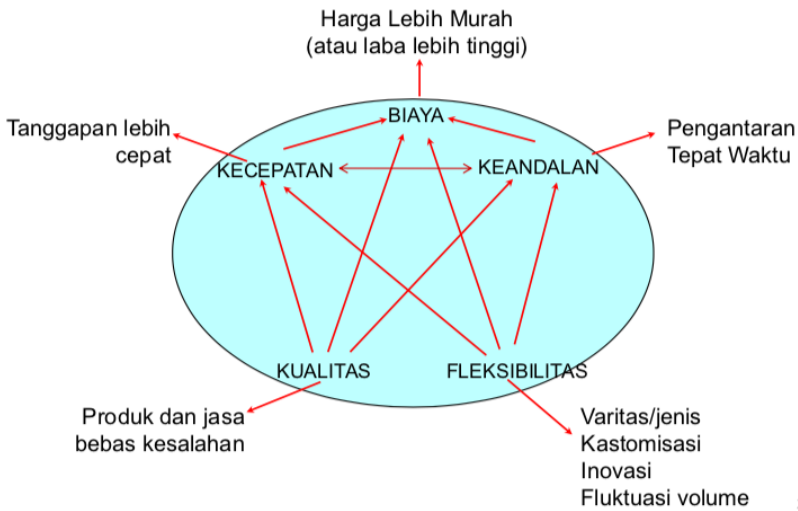 Harga Lebih Murah
(atau laba lebih tinggi)
BIAYA
Tanggapan lebih
cepat
KECEPATAN
KEANDALAN
Pengantaran
Tepat Waktu
KUALITAS
FLEKSIBILITAS
Produk dan jasa
bebas kesalahan
Varitas/jenis
Kastomisasi
Inovasi
Fluktuasi volume